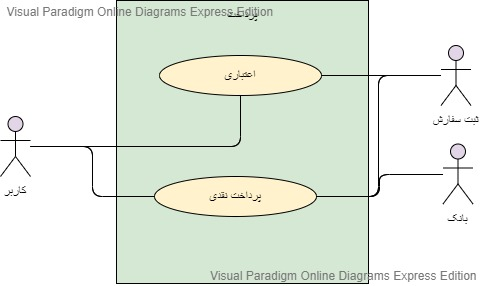 Visual Paradigm Online Diagrams Express Edition
پرداخت
اعتباری
ثبت سفارش
کاربر
پرداخت نقدی
بانک
Visual Paradigm Online Diagrams Express Edition